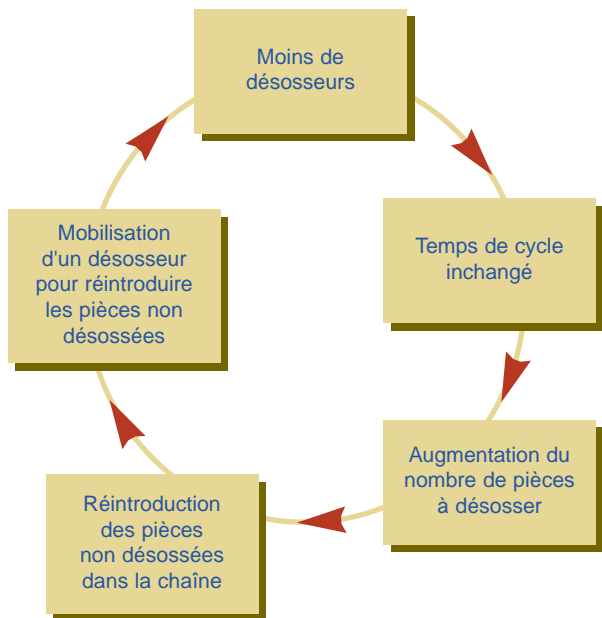 Moins de
désosseurs
Temps de cycle
inchangé
Augmentation du
nombre de pièces
à désosser
Réintroduction
des pièces
non désossées
dans la chaîne
Mobilisation
d'un désosseur
pour réintroduire
les pièces non
désossées